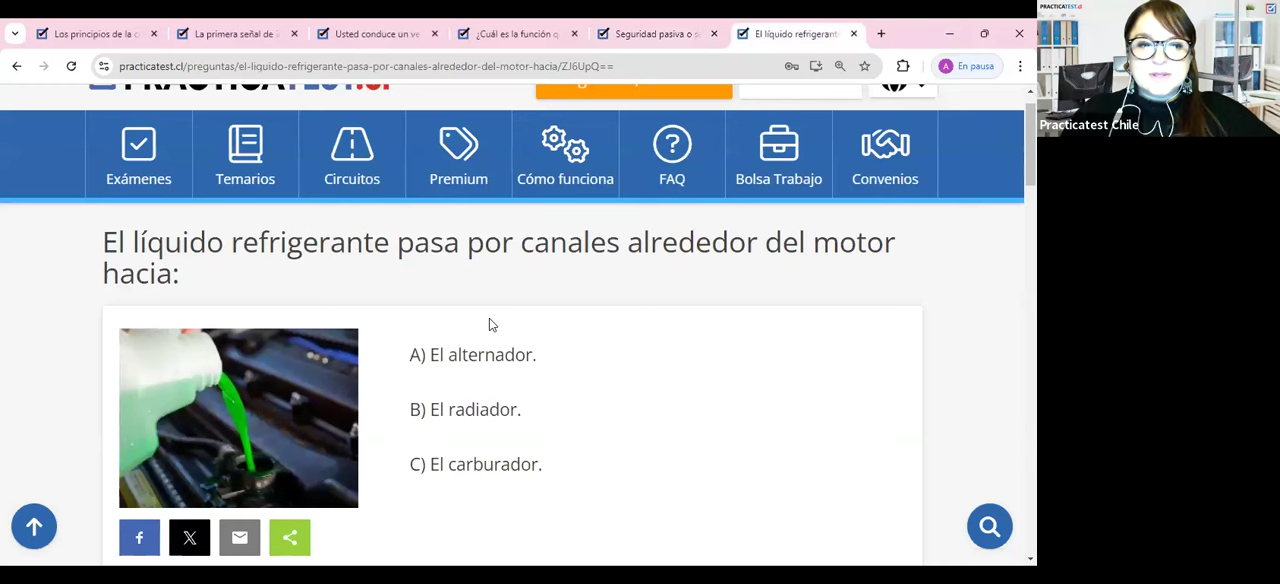 Los principios de la c
La primera señal de
Usted conduce un ve
¿Cuál es la función q
Seguridad pasiva o s
El líquido refrigerant
practicatest.cl/preguntas/el-liquido-refrigerante-pasa-por-canales-alrededor-del-motor-hacia/ZJ6UpQ==
A En pausa
PRACTICATEST.cl
Practicatest Chile
Exámenes
Temarios
Circuitos
Premium
Cómo funciona
FAQ
Bolsa Trabajo
Convenios
El líquido refrigerante pasa por canales alrededor del motor
hacia:
A) El alternador.
B) El radiador.
C) El carburador.